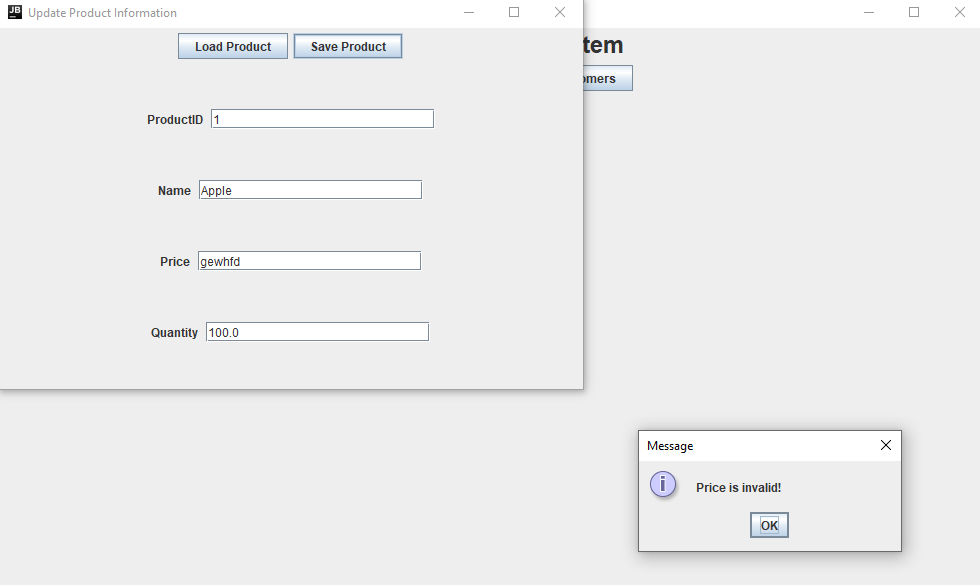 JB
Update Product Information
Load Product
Save Product
tem
omers
ProductID
1
Name
Apple
Price
gewhfd
Quantity
100.0
Message
i
Price is invalid!
OK